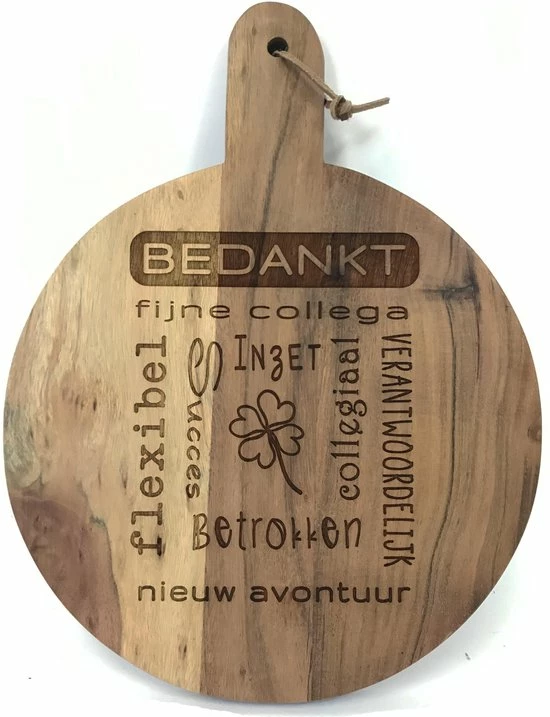 BEDANKT
fijne collega
flexibel
Succes
INZET
collegiaal
VERANTWOORDELIJK
Betrokken
nieuw avontuur